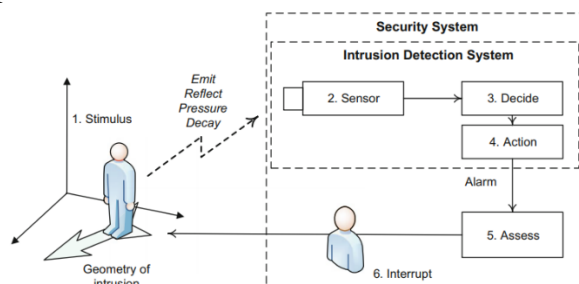 Security System
Intrusion Detection System
Emit
Reflect
Pressure
Decay
1. Stimulus
2. Sensor
3. Decide
4. Action
Alarm
5. Assess
6. Interrupt
Geometry of
intrusion